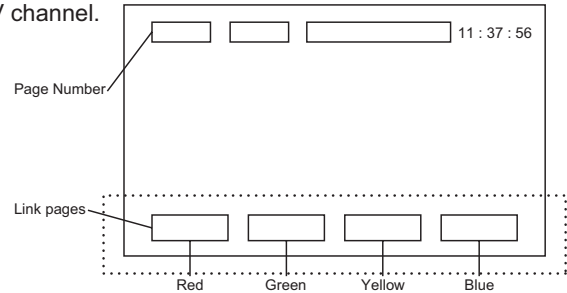 V channel.
11 : 37 : 56
Page Number
Link pages
Red Green Yellow Blue